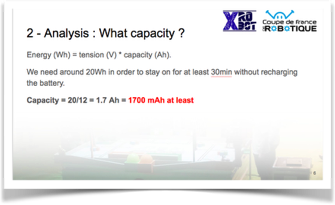 2 - Analysis : What capacity ?
XROBOT
Coupe de france
de ROBOTIQUE
Energy (Wh) = tension (V) * capacity (Ah).
We need around 20Wh in order to stay on for at least 30min without recharging
the battery.
Capacity = 20/12 = 1.7 Ah = 1700 mAh at least